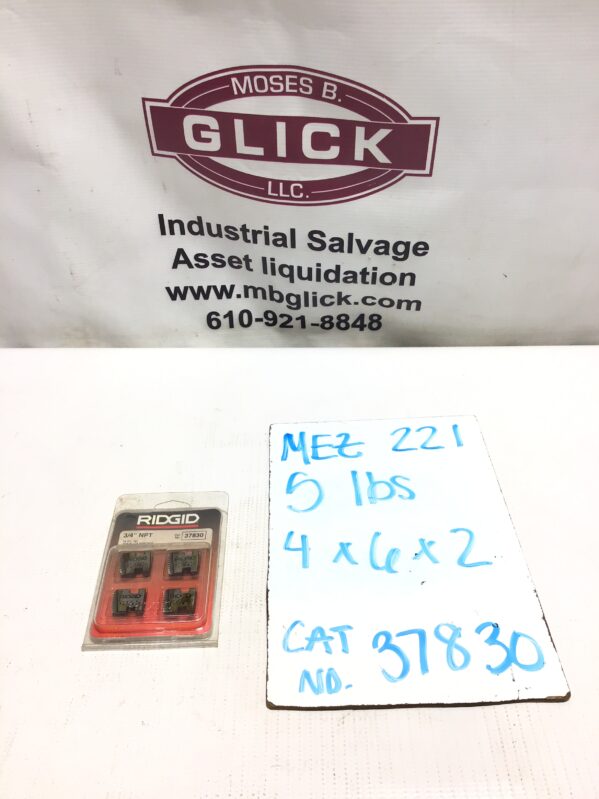 MOSES B.
GLICK
LLC.
Industrial Salvage
Asset liquidation
www.mbglick.com
610-921-8848
MEZ 221
5 lbs
4 x 6 x 2
CAT
NO. 37830
RIDGID
3/4" NPT
37830